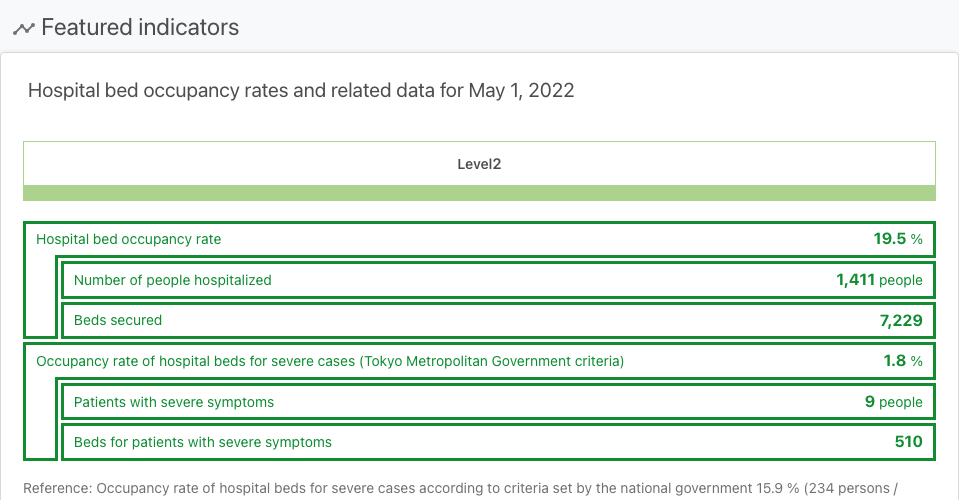 Featured indicators
Hospital bed occupancy rates and related data for May 1, 2022
Level2
Hospital bed occupancy rate 19.5 %
Number of people hospitalized 1,411 people
Beds secured 7,229
Occupancy rate of hospital beds for severe cases (Tokyo Metropolitan Government criteria) 1.8 %
Patients with severe symptoms 9 people
Beds for patients with severe symptoms 510
Reference: Occupancy rate of hospital beds for severe cases according to criteria set by the national government 15.9 % (234 persons /